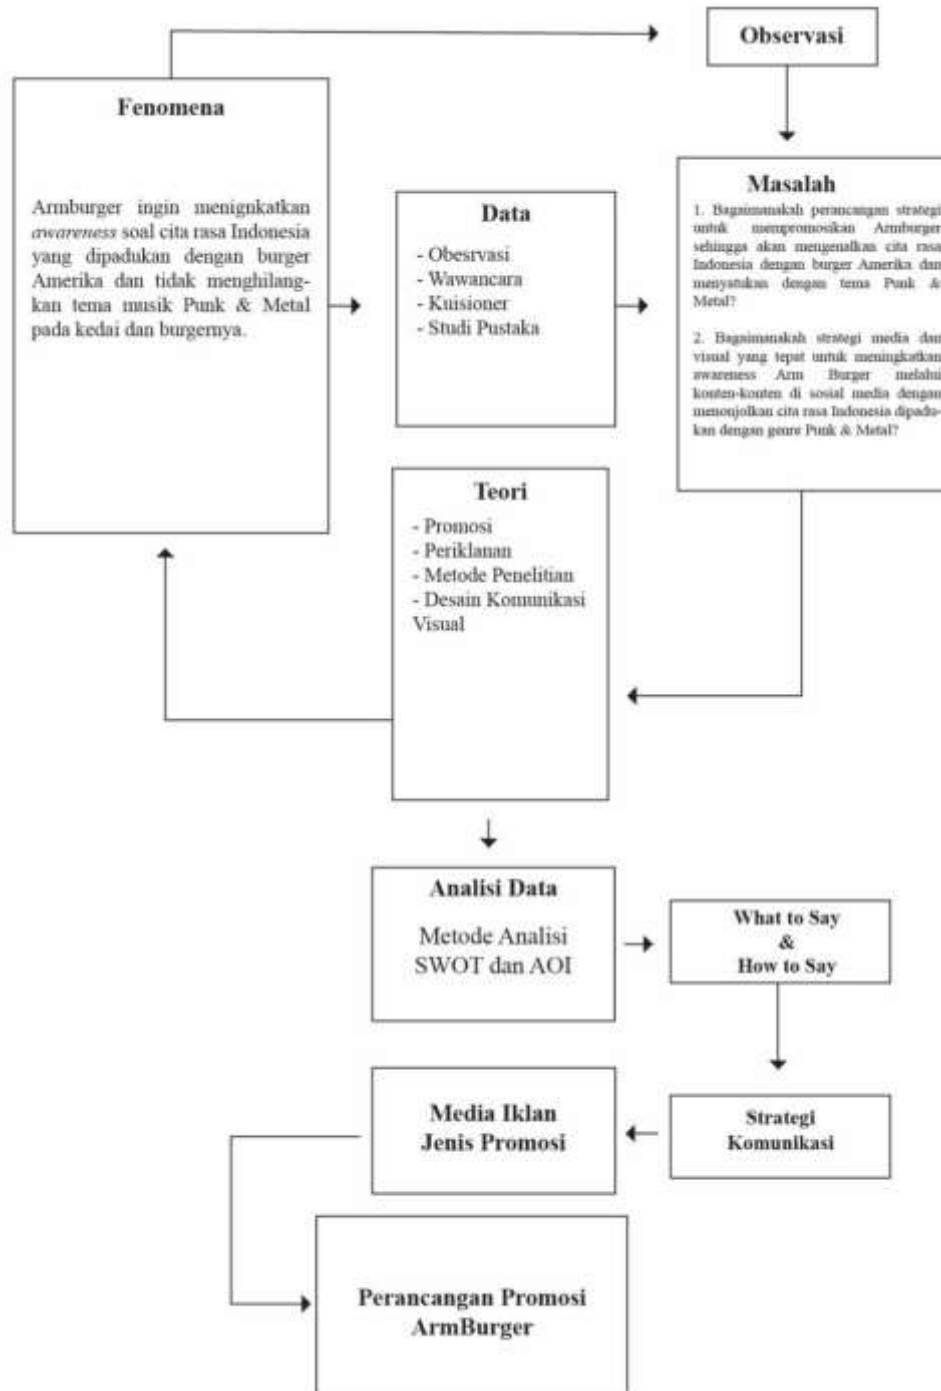 Observasi
Fenomena
Armburger ingin menignkatkan
awareness soal cita rasa Indonesia
yang dipadukan dengan burger
Amerika dan tidak menghilang-
kan tema musik Punk & Metal
pada kedai dan burgernya.
Data
- Obesrvasi
- Wawancara
- Kuisioner
- Studi Pustaka
Masalah
1. Bagaimanakah perancangan strategi
untuk mempromosikan Armburger
sehingga akan mengenalkan cita rasa
Indonesia dengan burger Amerika dan
menyatukan dengan tema Punk &
Metal?
2. Bagaimanakah strategi media dan
visual yang tepat untuk meningkatkan
awareness Arm Burger melalui
konten-konten di sosial media dengan
menonjolkan cita rasa Indonesia dipadu-
kan dengan genre Punk & Metal?
Teori
- Promosi
- Periklanan
- Metode Penelitian
- Desain Komunikasi
Visual
Analisi Data
Metode Analisi
SWOT dan AOI
What to Say
&
How to Say
Strategi
Komunikasi
Media Iklan
Jenis Promosi
Perancangan Promosi
ArmBurger